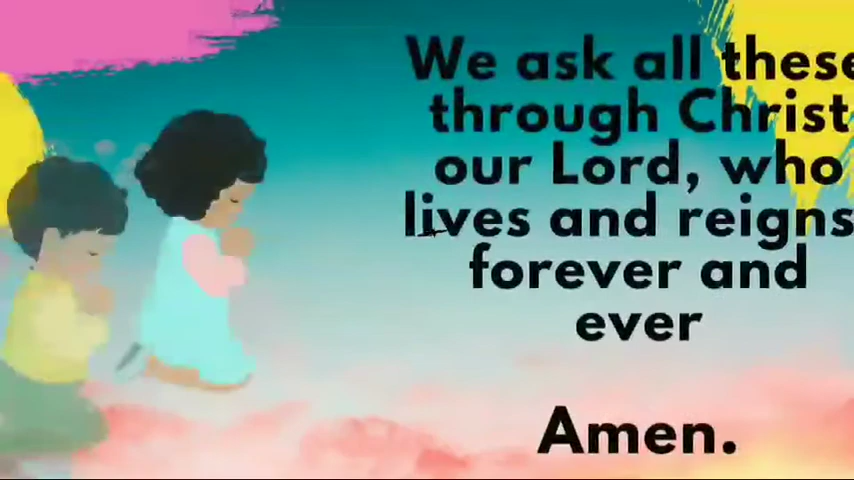 We ask all these
through Christ
our Lord, who
lives and reigns
forever and
ever
Amen.